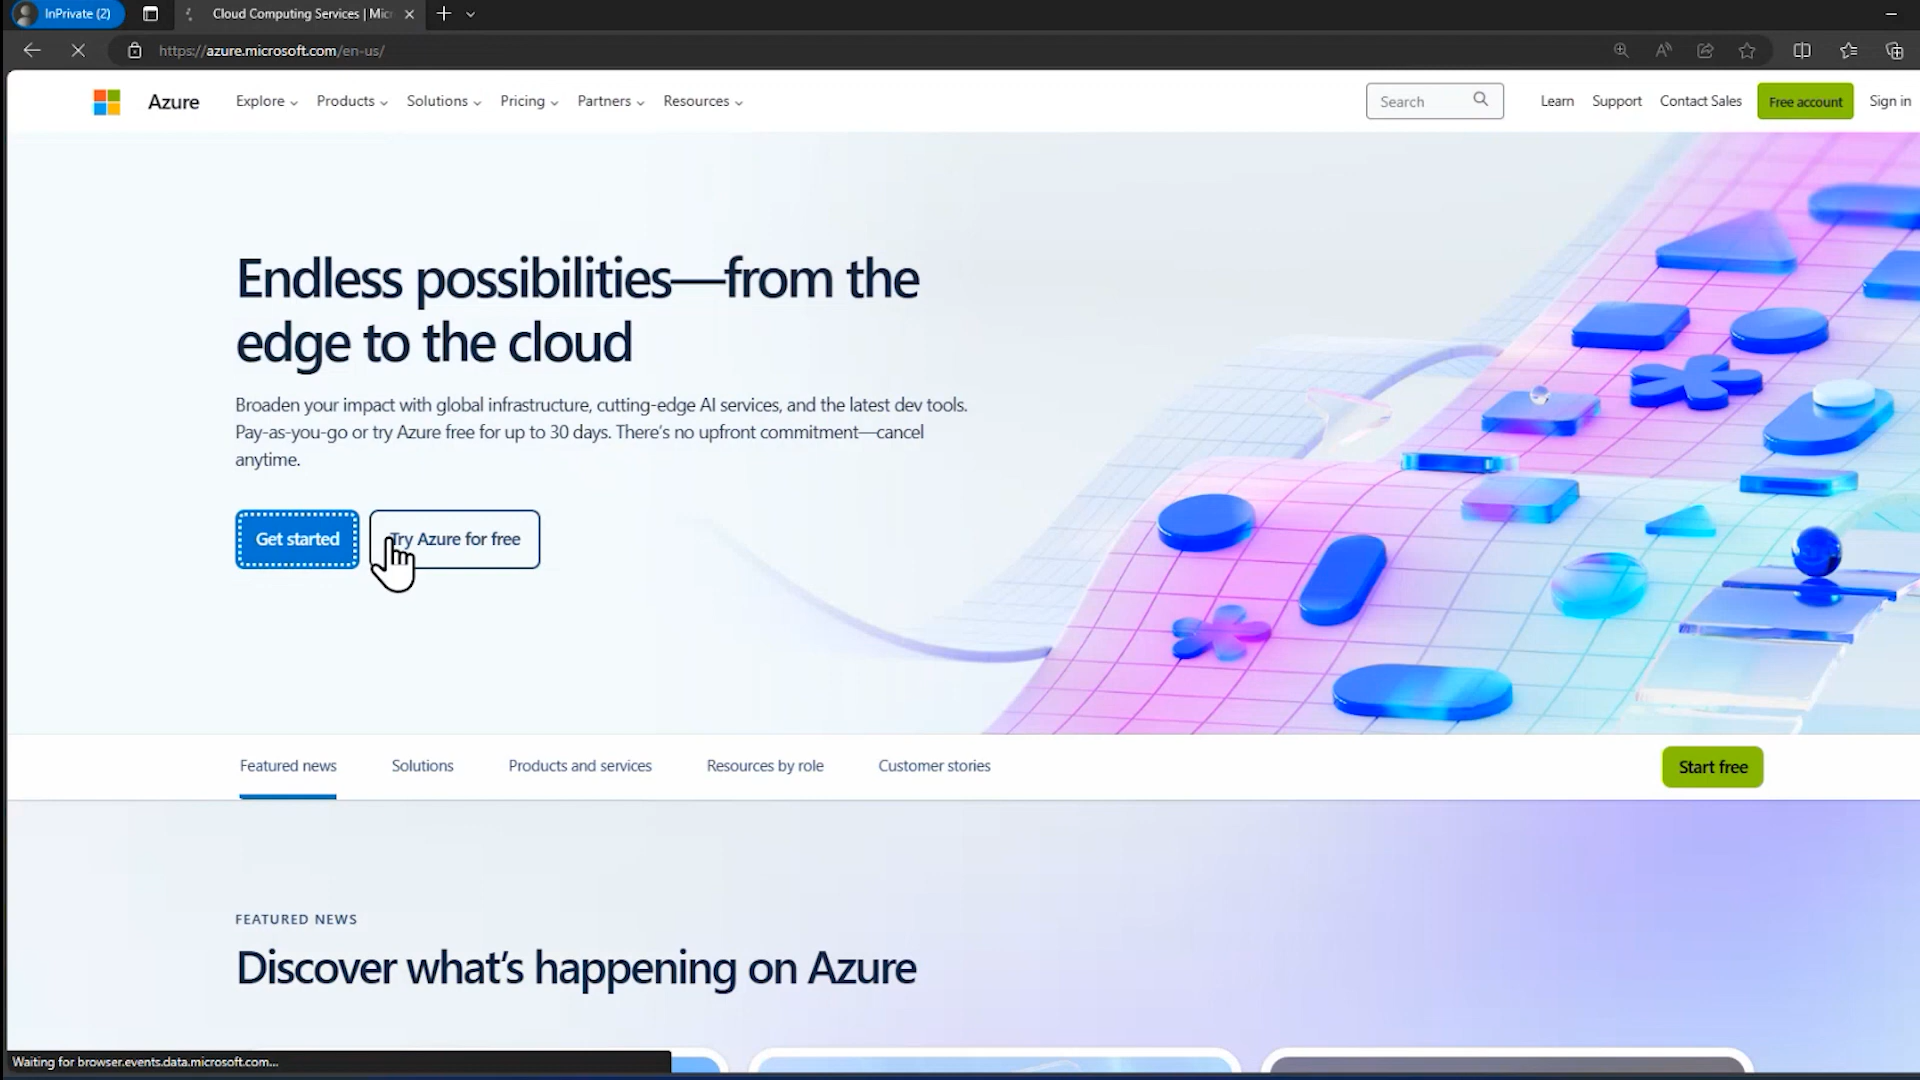 InPrivate (2)
Cloud Computing Services | Mic
https://azure.microsoft.com/en-us/
Azure
Explore
Products
Solutions
Pricing
Partners
Resources
Search
Learn
Support
Contact Sales
Free account
Sign in
Endless possibilities—from the
edge to the cloud
Broaden your impact with global infrastructure, cutting-edge AI services, and the latest dev tools.
Pay-as-you-go or try Azure free for up to 30 days. There's no upfront commitment—cancel
anytime.
Get started
Try Azure for free
Featured news
Solutions
Products and services
Resources by role
Customer stories
Start free
FEATURED NEWS
Discover what's happening on Azure
Waiting for browser.events.data.microsoft.com...